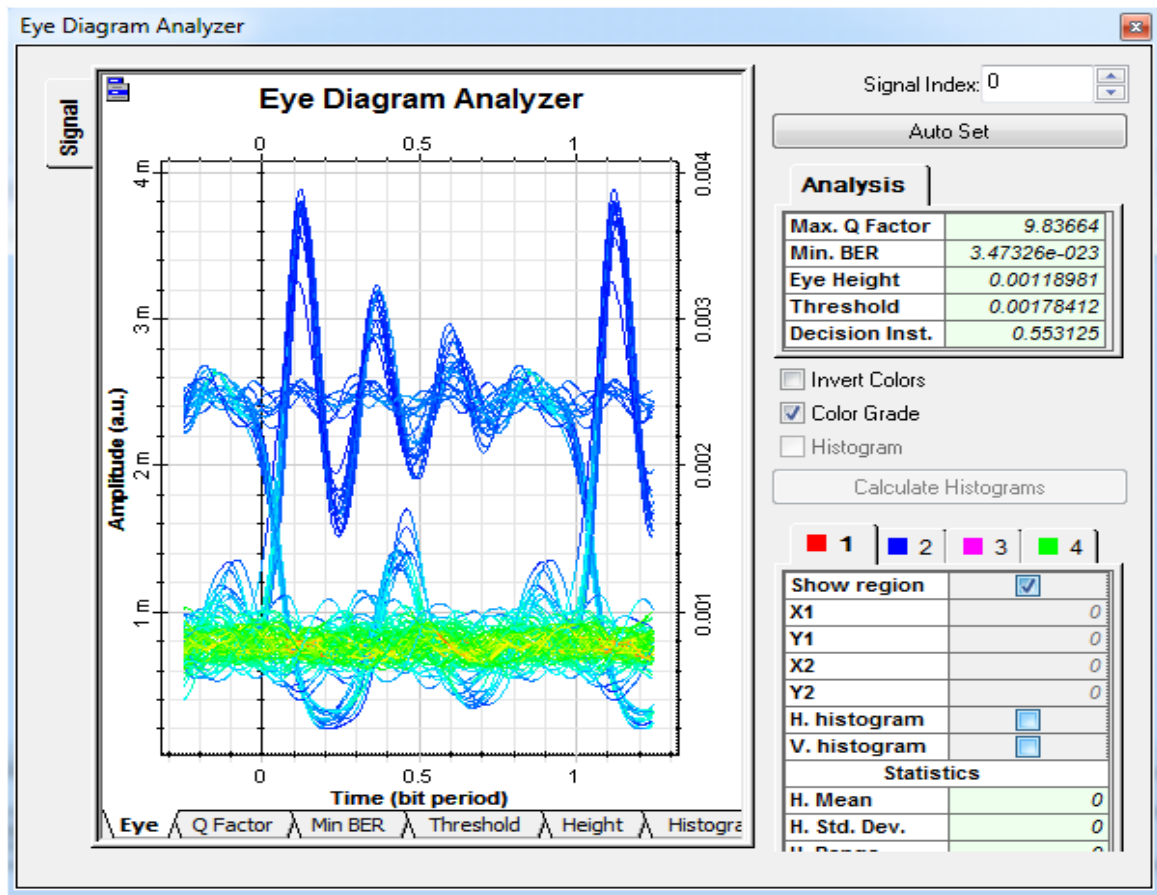 Eye Diagram Analyzer
Signal
Eye Diagram Analyzer
0 0.5 1
4 m
3 m
2 m
1 m
Amplitude (a.u.)
0.004
0.003
0.002
0.001
0 0.5 1
Time (bit period)
Eye Q Factor Min BER Threshold Height Histogra
Signal Index: 0
Auto Set
Analysis
Max. Q Factor 9.83664
Min. BER 3.47326e-023
Eye Height 0.00118981
Threshold 0.00178412
Decision Inst. 0.553125
Invert Colors
Color Grade
Histogram
Calculate Histograms
1 2 3 4
Show region
X1 0
Y1 0
X2 0
Y2 0
H. histogram
V. histogram
Statistics
H. Mean 0
H. Std. Dev. 0